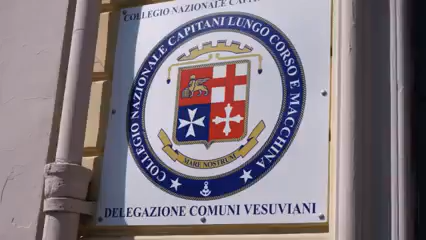 COLLEGIO NAZIONALE CAPITANI
COLLEGIO NAZIONALE CAPITANI LUNGO CORSO E MACCHINA
MARE NOSTRUM
DELEGAZIONE COMUNI VESUVIANI